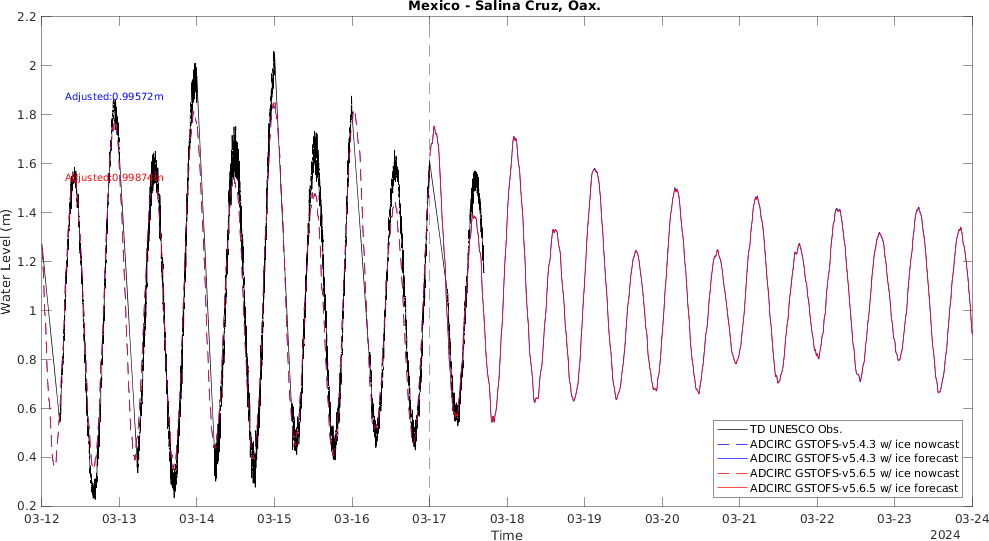 Mexico - Salina Cruz, Oax.
2.2
2
1.8
1.6
1.4
1.2
1
0.8
0.6
0.4
0.2
Water Level (m)
Adjusted:0.99572m
Adjusted:0.99874m
TD UNESCO Obs.
ADCIRC GSTOFS-v5.4.3 w/ ice nowcast
ADCIRC GSTOFS-v5.4.3 w/ ice forecast
ADCIRC GSTOFS-v5.6.5 w/ ice nowcast
ADCIRC GSTOFS-v5.6.5 w/ ice forecast
03-12 03-13 03-14 03-15 03-16 03-17 03-18 03-19 03-20 03-21 03-22 03-23 03-24
Time
2024